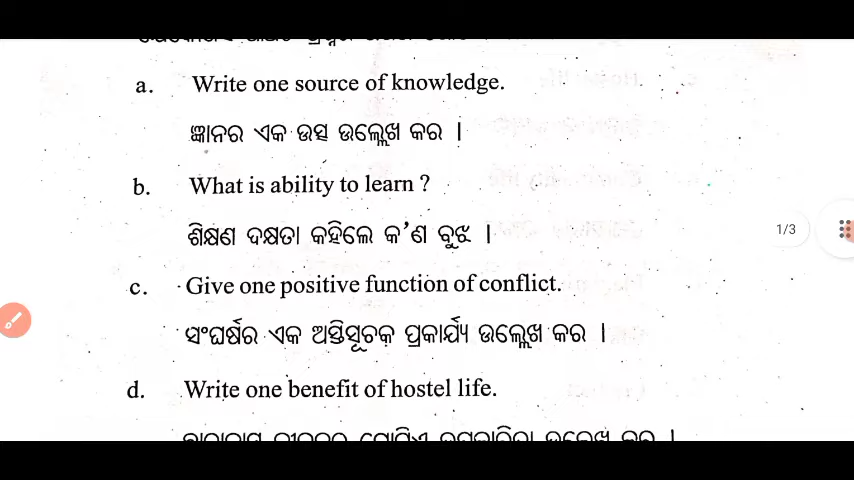 a. Write one source of knowledge.
ଜ୍ଞାନର ଏକ ଉତ୍ସ ଉଲ୍ଲେଖ କର |
b. What is ability to learn ?
ଶିକ୍ଷଣ ଦକ୍ଷତା କହିଲେ କ'ଣ ବୁଝ |
1/3
c. Give one positive function of conflict.
ସଂଘର୍ଷର ଏକ ଅସ୍ତିସୂଚକ ପ୍ରକାର୍ଯ୍ୟ ଉଲ୍ଲେଖ କର |
d. Write one benefit of hostel life.